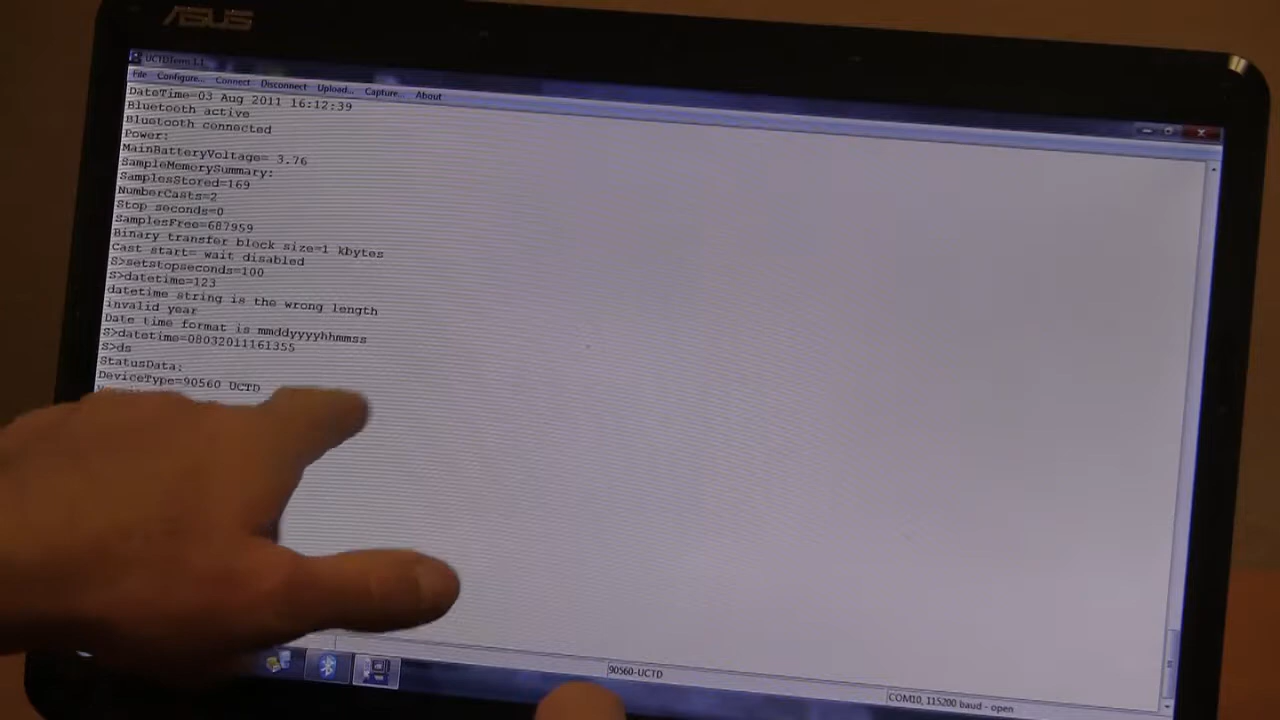 ASUS
UCTDTerm 1.1
File Configure... Connect Disconnect Upload... Capture... About
DateTime=03 Aug 2011 16:12:39
Bluetooth active
Bluetooth connected
Power:
MainBatteryVoltage= 3.76
SampleMemorySummary:
SamplesStored=169
NumberCasts=2
Stop seconds=0
SamplesFree=687959
Binary transfer block size=1 kbytes
Cast start= wait disabled
S>setstopseconds=100
S>datetime=123
datetime string is the wrong length
invalid year
Date time format is mmddyyyyhhmmss
S>datetime=08032011161355
S>ds
StatusData:
DeviceType=90560 UCTD
90560-UCTD
COM10, 115200 baud - open